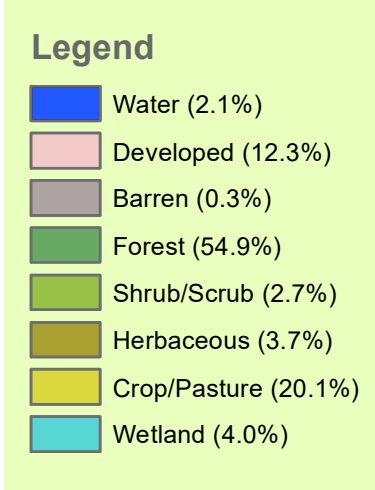 Legend
Water (2.1%)
Developed (12.3%)
Barren (0.3%)
Forest (54.9%)
Shrub/Scrub (2.7%)
Herbaceous (3.7%)
Crop/Pasture (20.1%)
Wetland (4.0%)